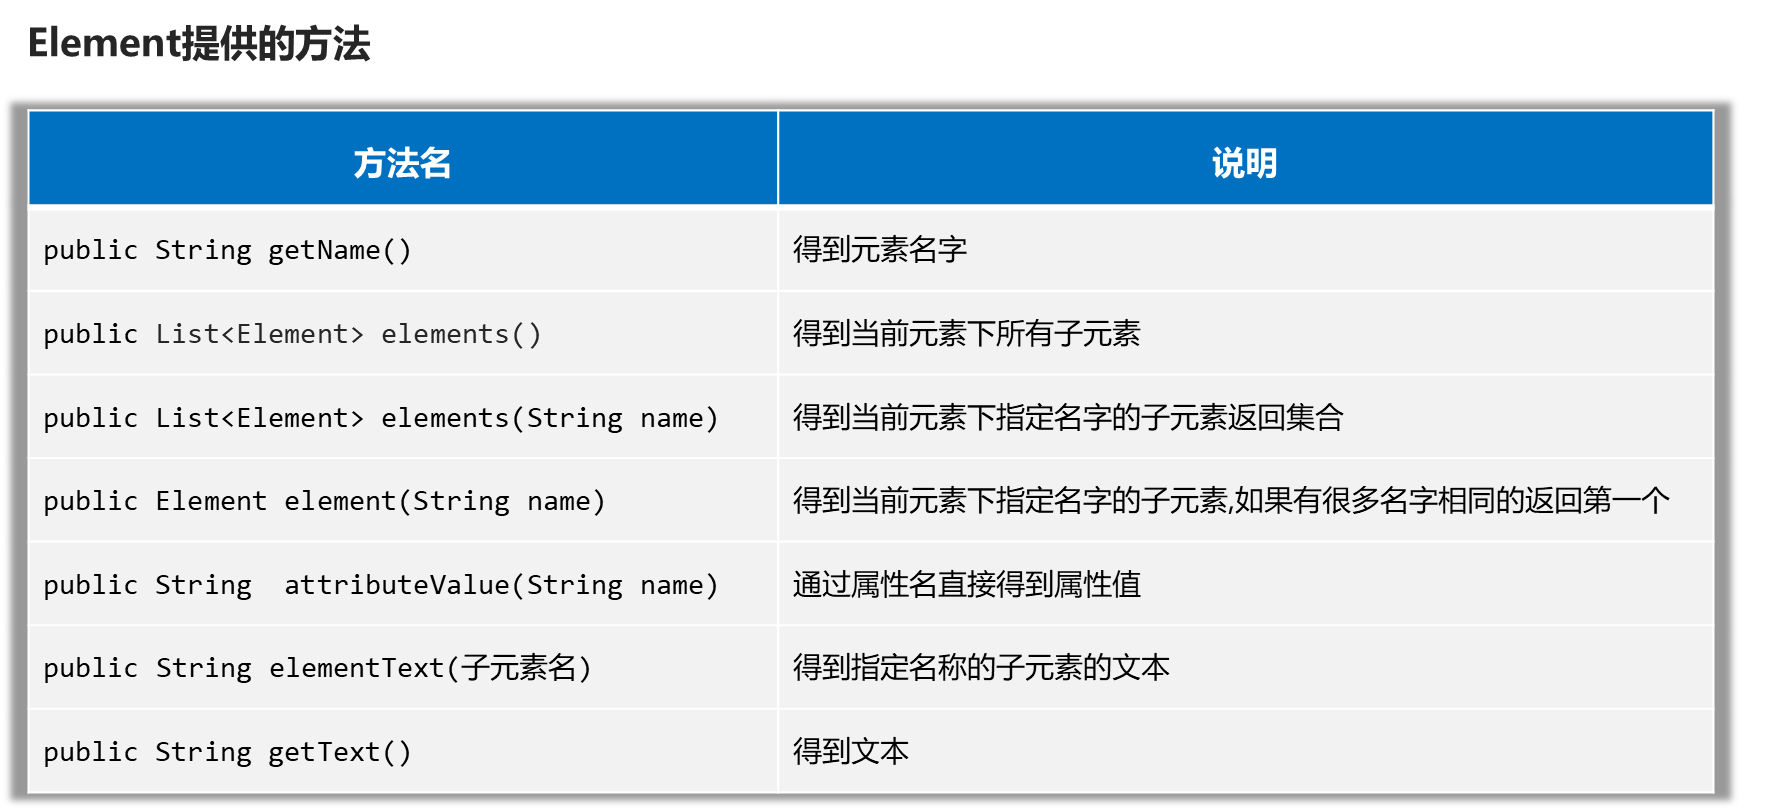 Element提供的方法
方法名 说明
public String getName() 得到元素名字
public List<Element> elements() 得到当前元素下所有子元素
public List<Element> elements(String name) 得到当前元素下指定名字的子元素返回集合
public Element element(String name) 得到当前元素下指定名字的子元素,如果有很多名字相同的返回第一个
public String  attributeValue(String name) 通过属性名直接得到属性值
public String elementText(子元素名) 得到指定名称的子元素的文本
public String getText() 得到文本